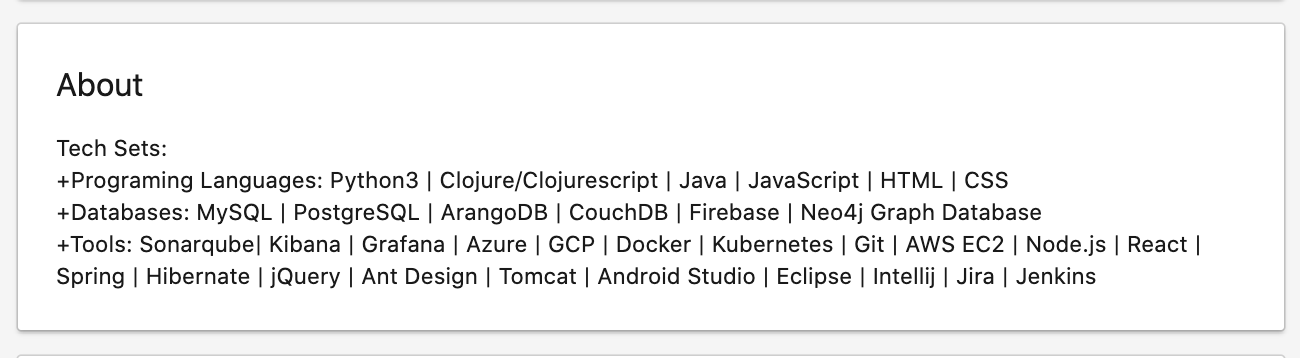 About
Tech Sets:
+Programing Languages: Python3 | Clojure/Clojurescript | Java | JavaScript | HTML | CSS
+Databases: MySQL | PostgreSQL | ArangoDB | CouchDB | Firebase | Neo4j Graph Database
+Tools: Sonarqube| Kibana | Grafana | Azure | GCP | Docker | Kubernetes | Git | AWS EC2 | Node.js | React |
Spring | Hibernate | jQuery | Ant Design | Tomcat | Android Studio | Eclipse | Intellij | Jira | Jenkins